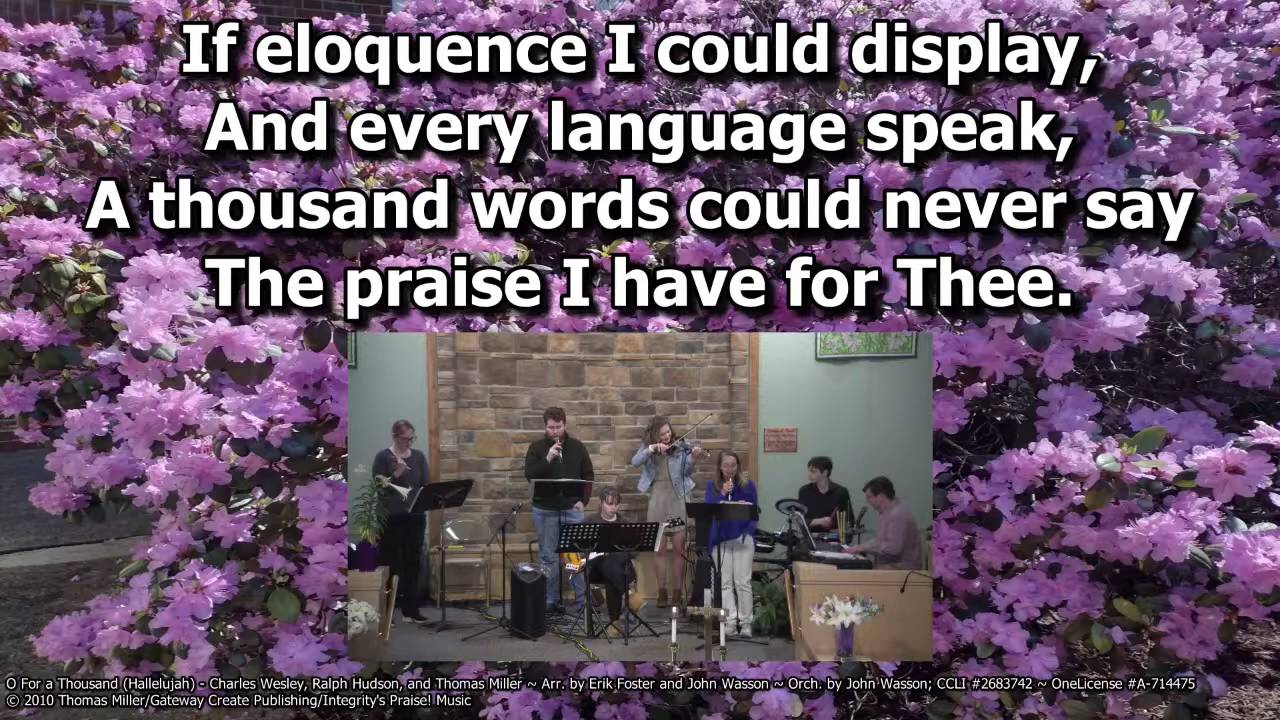 If eloquence I could display,
And every language speak,
A thousand words could never say
The praise I have for Thee.
O For a Thousand (Hallelujah) - Charles Wesley, Ralph Hudson, and Thomas Miller ~ Arr. by Erik Foster and John Wasson ~ Orch. by John Wasson; CCLI #2683742 ~ OneLicense #A-714475
© 2010 Thomas Miller/Gateway Create Publishing/Integrity's Praise! Music